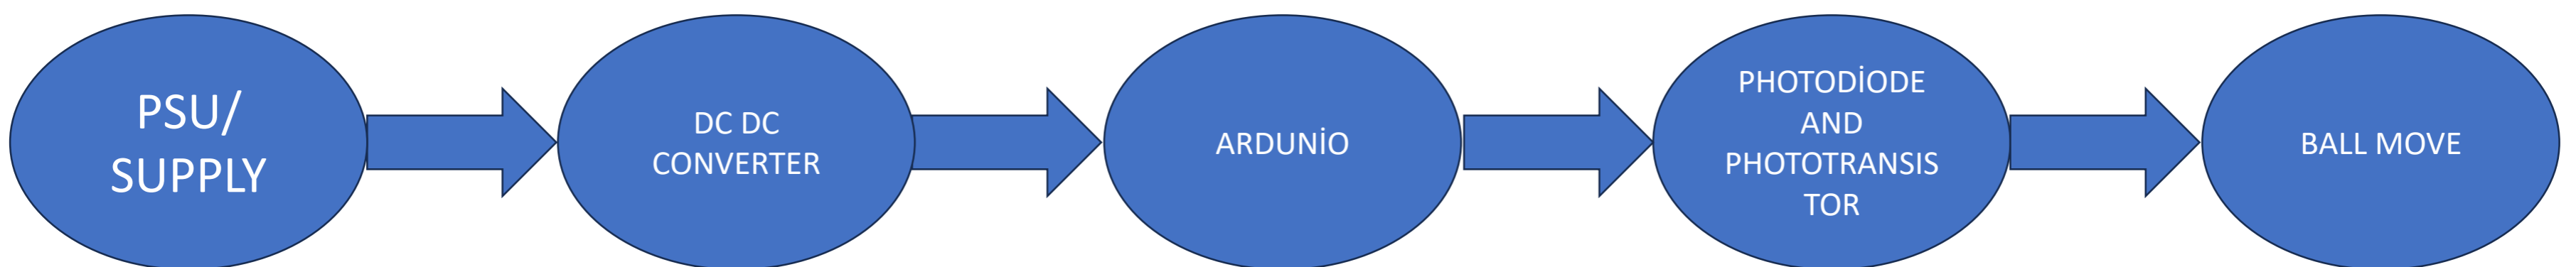 PSU/
SUPPLY
DC DC
CONVERTER
ARDUNİO
PHOTODİODE
AND
PHOTOTRANSIS
TOR
BALL MOVE